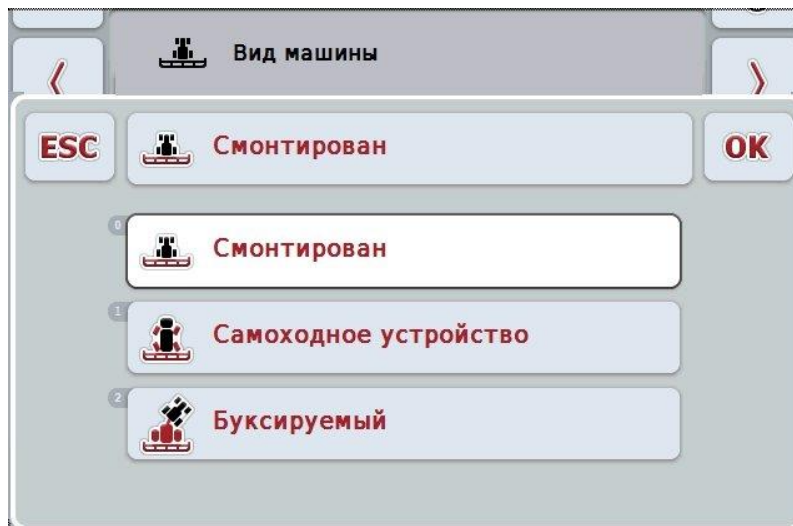 Вид машины
ESC
Смонтирован
OK
0
Смонтирован
1
Самоходное устройство
2
Буксируемый